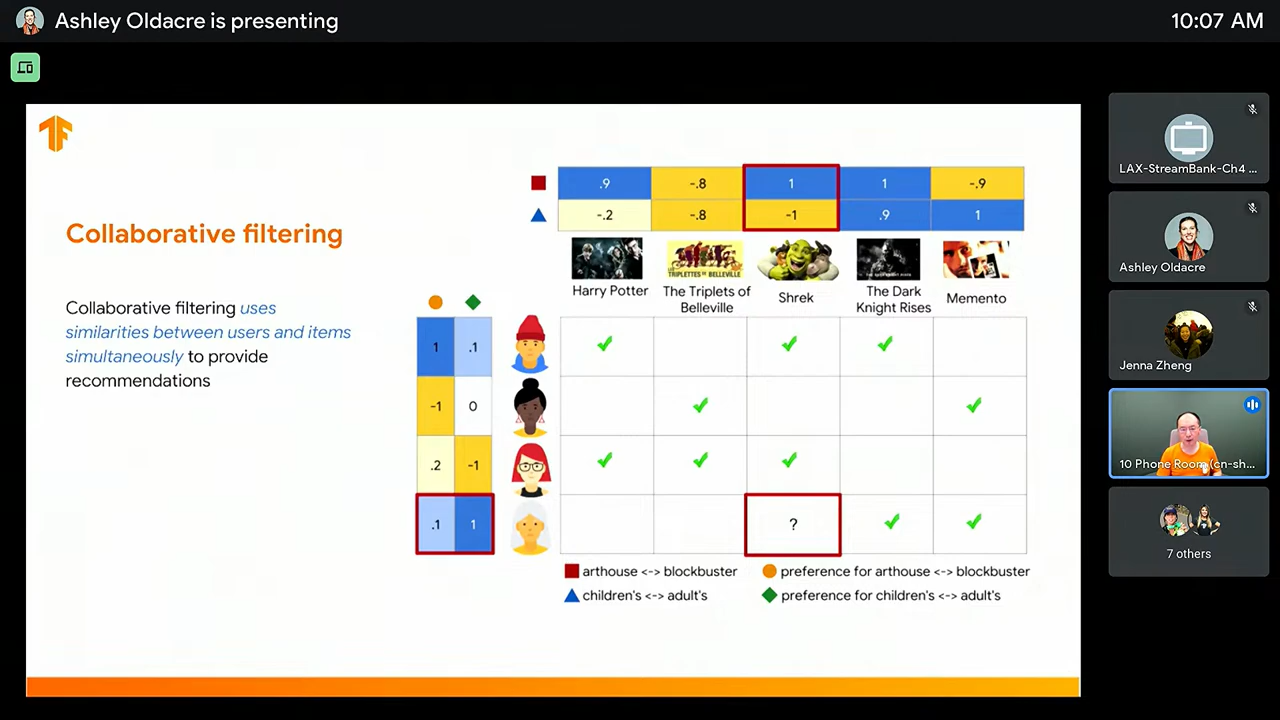 Ashley Oldacre is presenting
10:07 AM
Collaborative filtering
Collaborative filtering uses
similarities between users and items
simultaneously to provide
recommendations
.9 -.8 1 1 -.9
-.2 -.8 -1 .9 1
Harry Potter
The Triplets of
Belleville
Shrek
The Dark
Knight Rises
Memento
1 .1
-1 0
.2 -1
.1 1
?
arthouse <-> blockbuster
preference for arthouse <-> blockbuster
children's <-> adult's
preference for children's <-> adult's
LAX-StreamBank-Ch4 ...
Ashley Oldacre
Jenna Zheng
10 Phone Room (cn-sh...
7 others